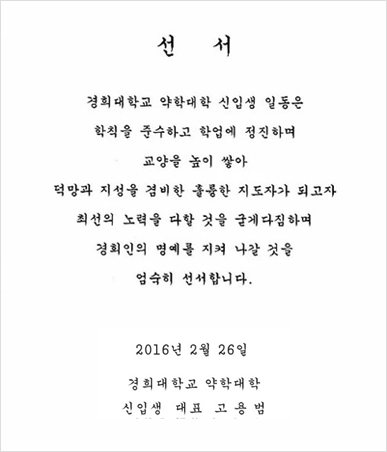 선 서
경희대학교 약학대학 신입생 일동은
학칙을 준수하고 학업에 정진하며
교양을 높이 쌓아
덕망과 지성을 겸비한 훌륭한 지도자가 되고자
최선의 노력을 다할 것을 굳게다짐하며
경희인의 명예를 지켜 나갈 것을
엄숙히 선서합니다.
2016년 2월 26일
경희대학교 약학대학
신입생 대표 고용범